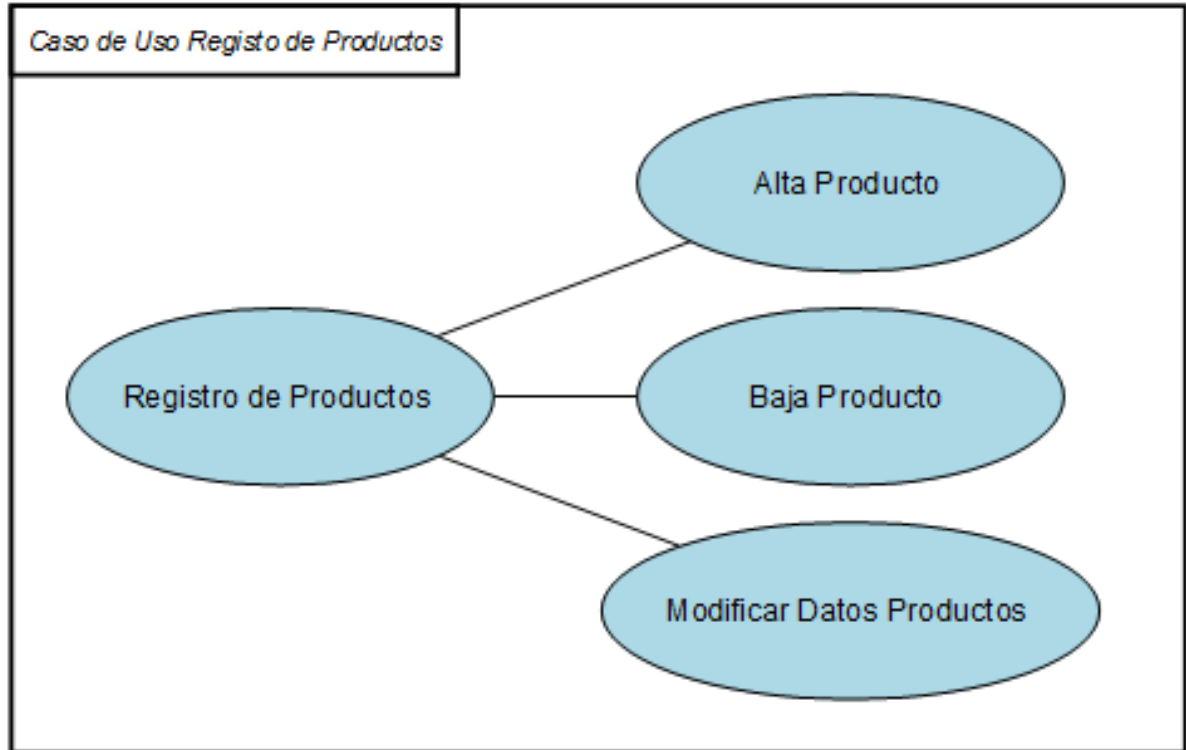 Caso de Uso Registo de Productos
Alta Producto
Registro de Productos
Baja Producto
Modificar Datos Productos